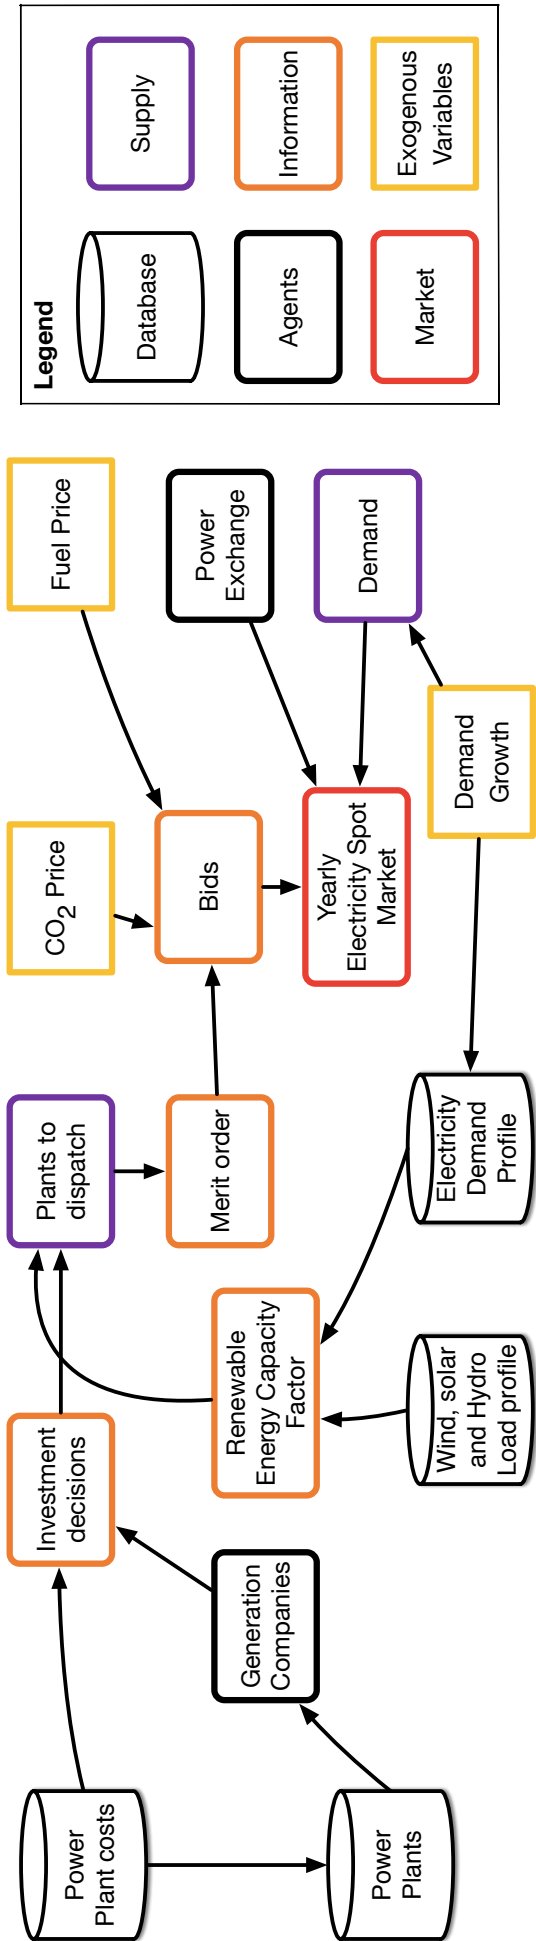 Power
Plant costs
Investment
decisions
Plants to
dispatch
CO2 Price
Fuel Price
Generation
Companies
Renewable
Energy Capacity
Factor
Merit order
Bids
Power
Exchange
Power
Plants
Wind, solar
and Hydro
Load profile
Electricity
Demand
Profile
Yearly
Electricity Spot
Market
Demand
Demand
Growth
Legend
Database
Supply
Agents
Information
Market
Exogenous
Variables